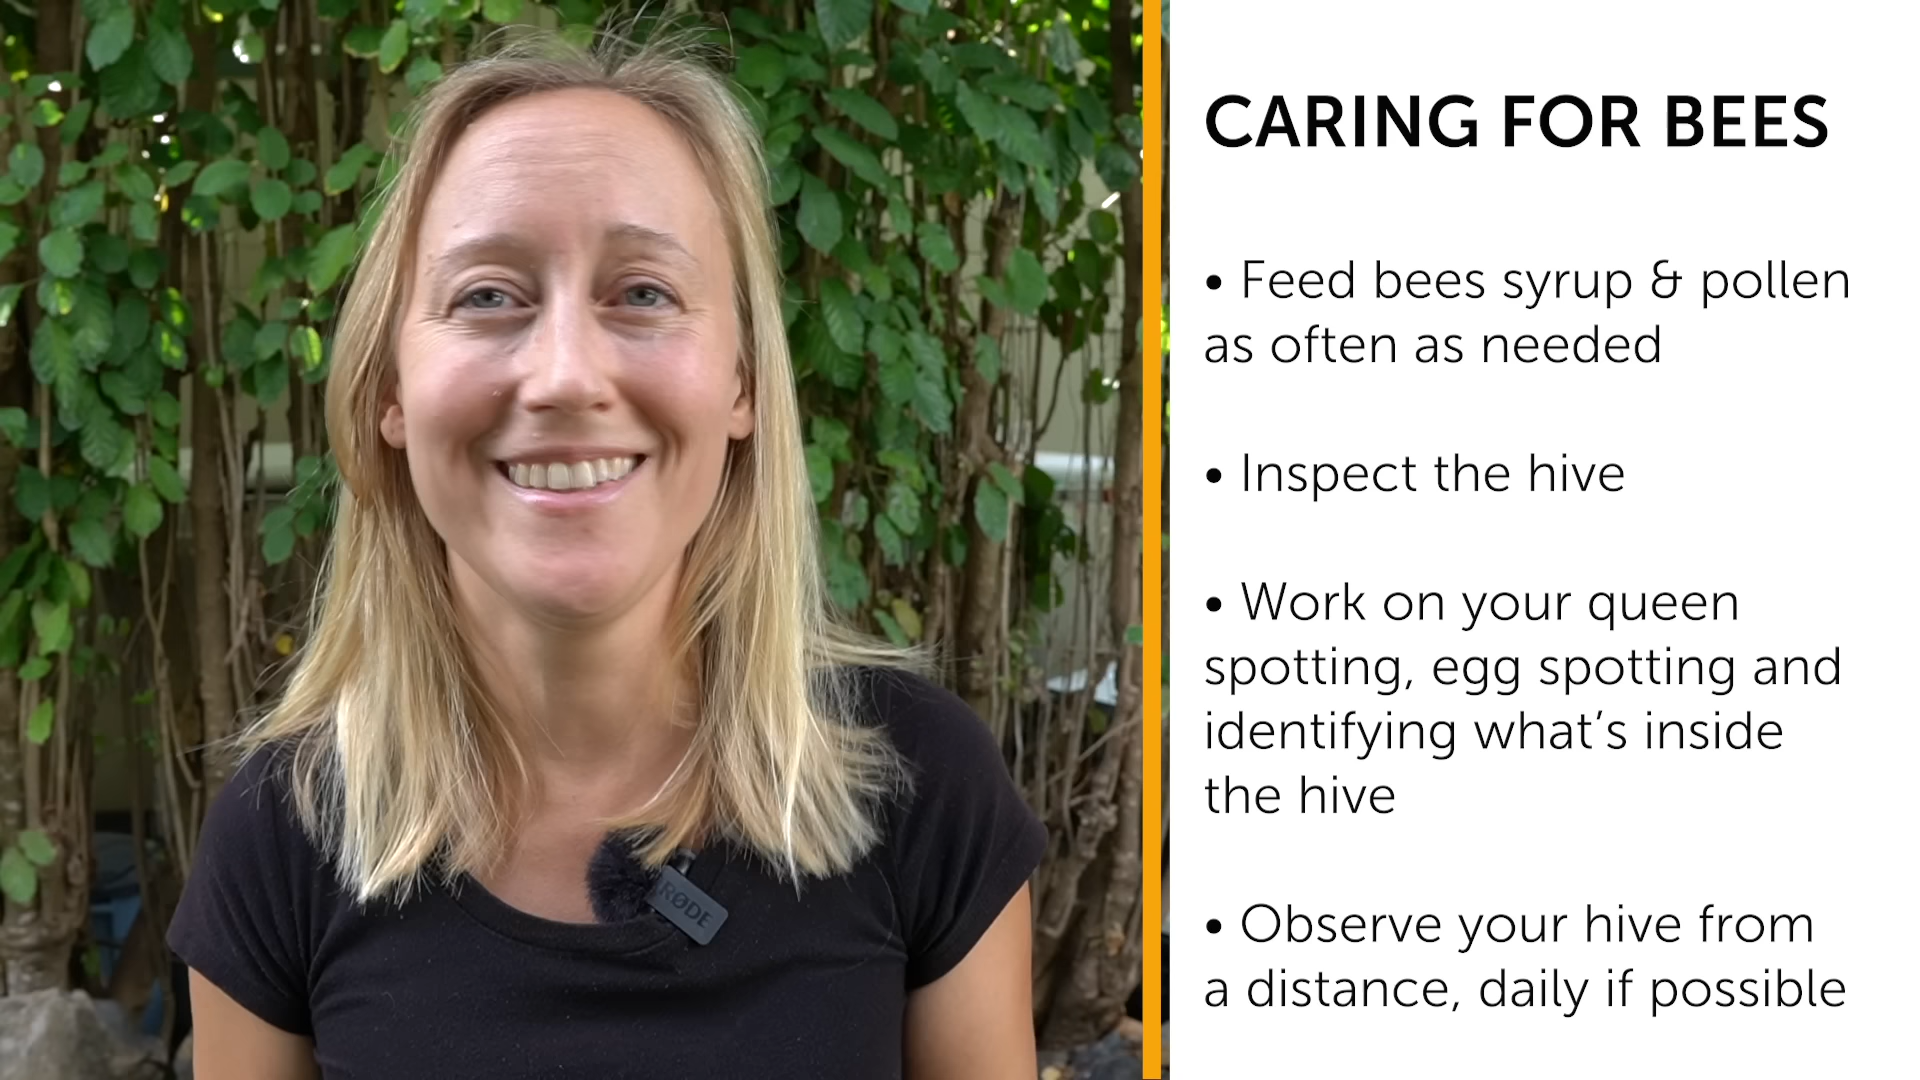 CARING FOR BEES
• Feed bees syrup & pollen
as often as needed
• Inspect the hive
• Work on your queen
spotting, egg spotting and
identifying what's inside
the hive
• Observe your hive from
a distance, daily if possible
RØDE